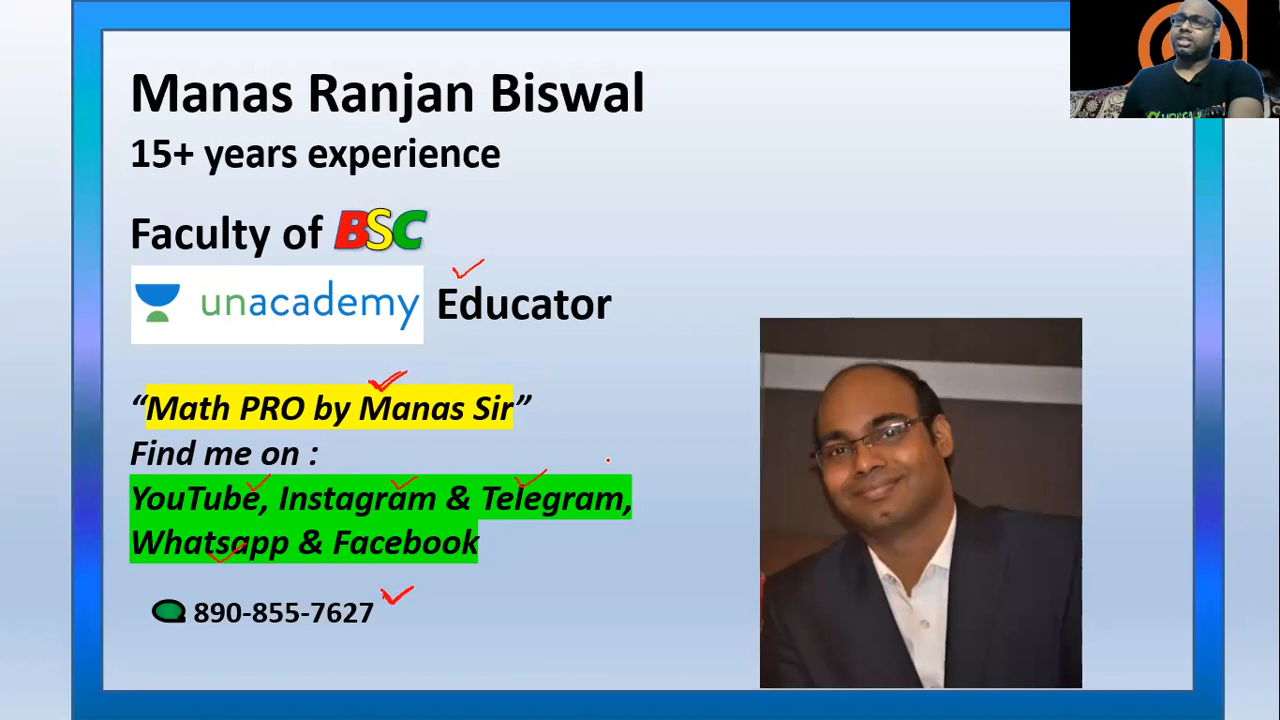 Manas Ranjan Biswal
15+ years experience
Faculty of BSC
unacademy Educator
“Math PRO by Manas Sir”
Find me on :
YouTube, Instagram & Telegram,
Whatsapp & Facebook
890-855-7627